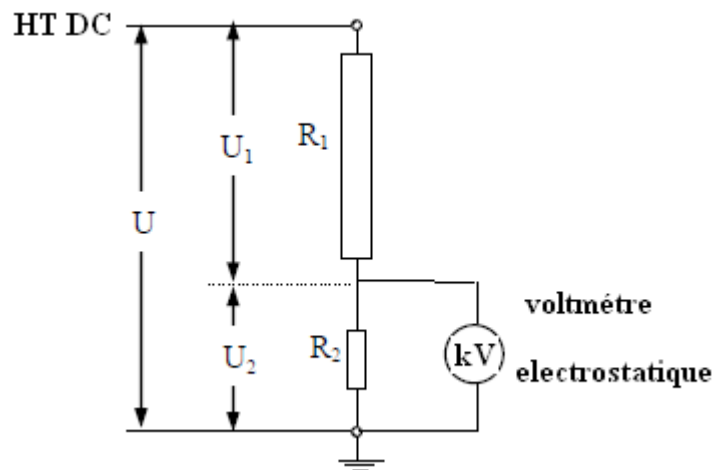 HT DC
R₁
U₁
U
voltmétre
R₂
kV
U₂
electrostatique